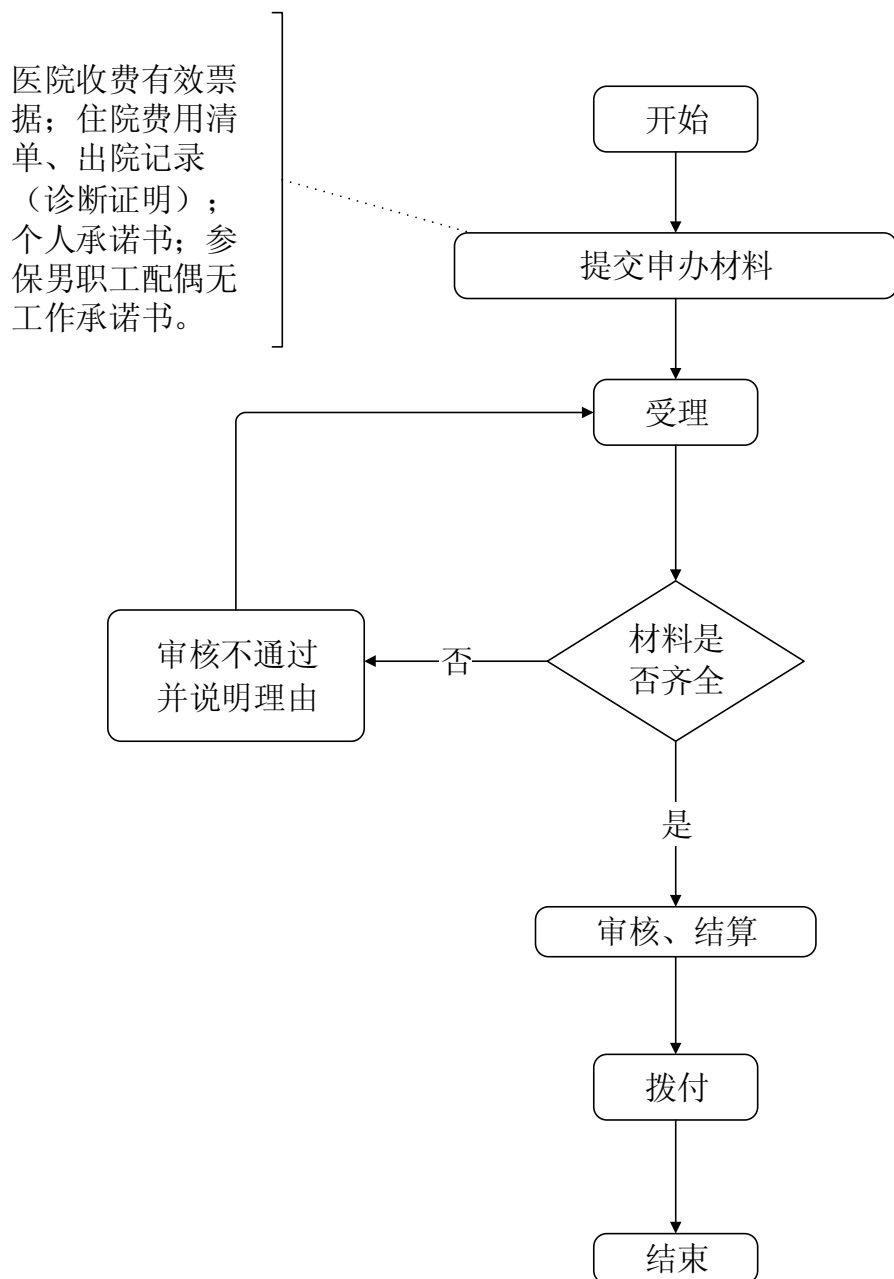 医院收费有效票
据；住院费用清
单、出院记录
（诊断证明）；
个人承诺书；参
保男职工配偶无
工作承诺书。
开始
提交申办材料
受理
材料是
否齐全
否
审核不通过
并说明理由
是
审核、结算
拨付
结束